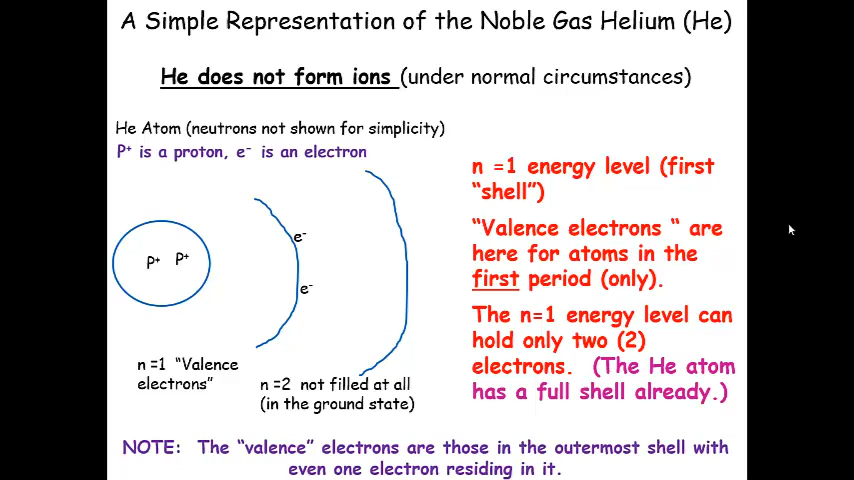 A Simple Representation of the Noble Gas Helium (He)
He does not form ions (under normal circumstances)
He Atom (neutrons not shown for simplicity)
P⁺ is a proton, e⁻ is an electron
P⁺ P⁺
e⁻
e⁻
n =1 "Valence
electrons"
n =2 not filled at all
(in the ground state)
n =1 energy level (first
"shell")
"Valence electrons " are
here for atoms in the
first period (only).
The n=1 energy level can
hold only two (2)
electrons. (The He atom
has a full shell already.)
NOTE: The "valence" electrons are those in the outermost shell with
even one electron residing in it.